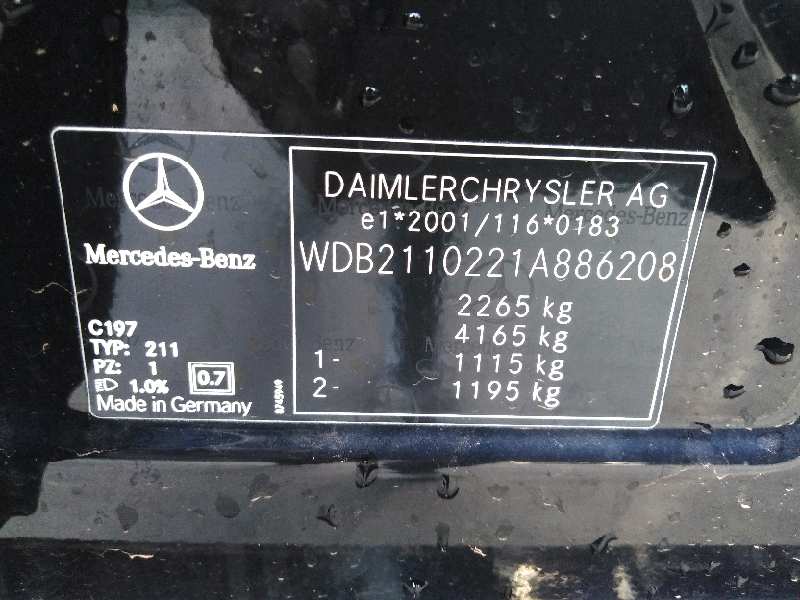 Mercedes-Benz
C197
TYP: 211
PZ: 1
1.0%
0.7
Made in Germany
DAIMLERCHRYSLER AG
e1*2001/116*0183
WDB2110221A886208
2265 kg
4165 kg
1- 1115 kg
2- 1195 kg